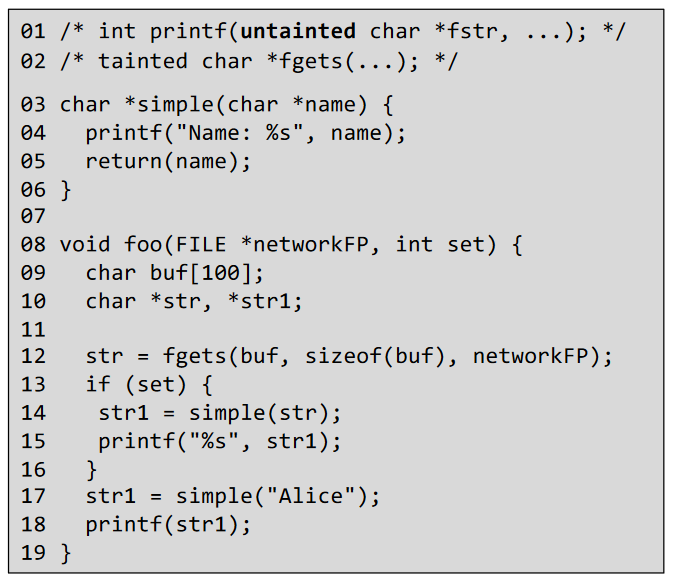 01 /* int printf(untainted char *fstr, ...); */
02 /* tainted char *fgets(...); */
03 char *simple(char *name) {
04   printf("Name: %s", name);
05   return(name);
06 }
07
08 void foo(FILE *networkFP, int set) {
09   char buf[100];
10   char *str, *str1;
11
12   str = fgets(buf, sizeof(buf), networkFP);
13   if (set) {
14    str1 = simple(str);
15    printf("%s", str1);
16   }
17   str1 = simple("Alice");
18   printf(str1);
19 }